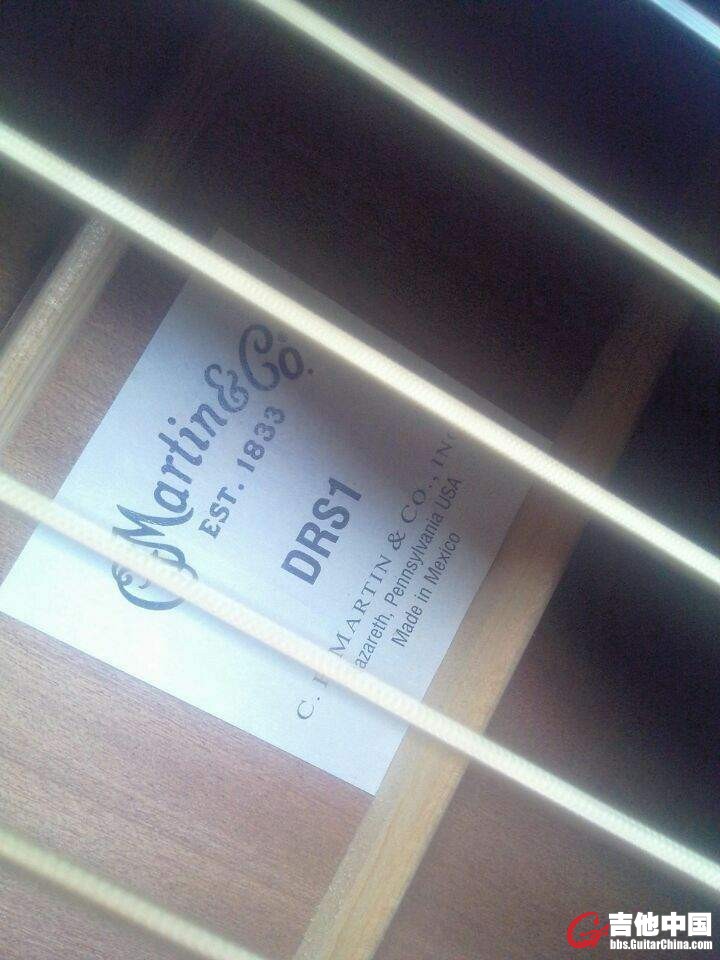 Martin & Co.
EST. 1833
DRS1
C. F. MARTIN & CO., INC
azareth, Pennsylvania USA
Made in Mexico
吉他中国
bbs.GuitarChina.com